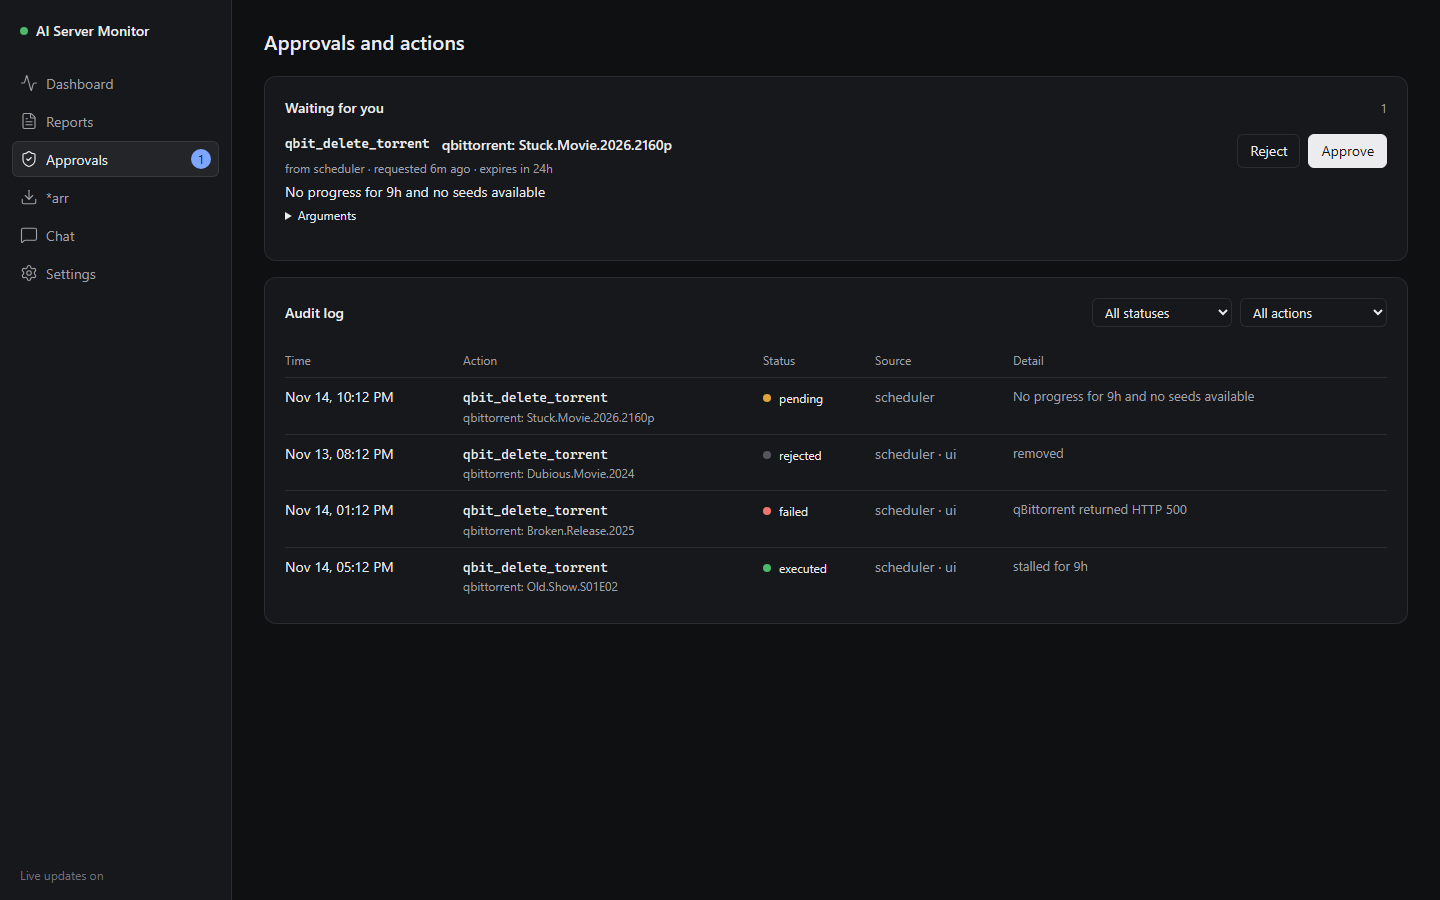 AI Server Monitor
Dashboard
Reports
Approvals 1
*arr
Chat
Settings
Live updates on
Approvals and actions
Waiting for you 1
qbit_delete_torrent qbittorrent: Stuck.Movie.2026.2160p
from scheduler · requested 6m ago · expires in 24h
No progress for 9h and no seeds available
Arguments
Reject Approve
Audit log All statuses All actions
Time Action Status Source Detail
Nov 14, 10:12 PM qbit_delete_torrent pending scheduler No progress for 9h and no seeds available
qbittorrent: Stuck.Movie.2026.2160p
Nov 13, 08:12 PM qbit_delete_torrent rejected scheduler · ui removed
qbittorrent: Dubious.Movie.2024
Nov 14, 01:12 PM qbit_delete_torrent failed scheduler · ui qBittorrent returned HTTP 500
qbittorrent: Broken.Release.2025
Nov 14, 05:12 PM qbit_delete_torrent executed scheduler · ui stalled for 9h
qbittorrent: Old.Show.S01E02